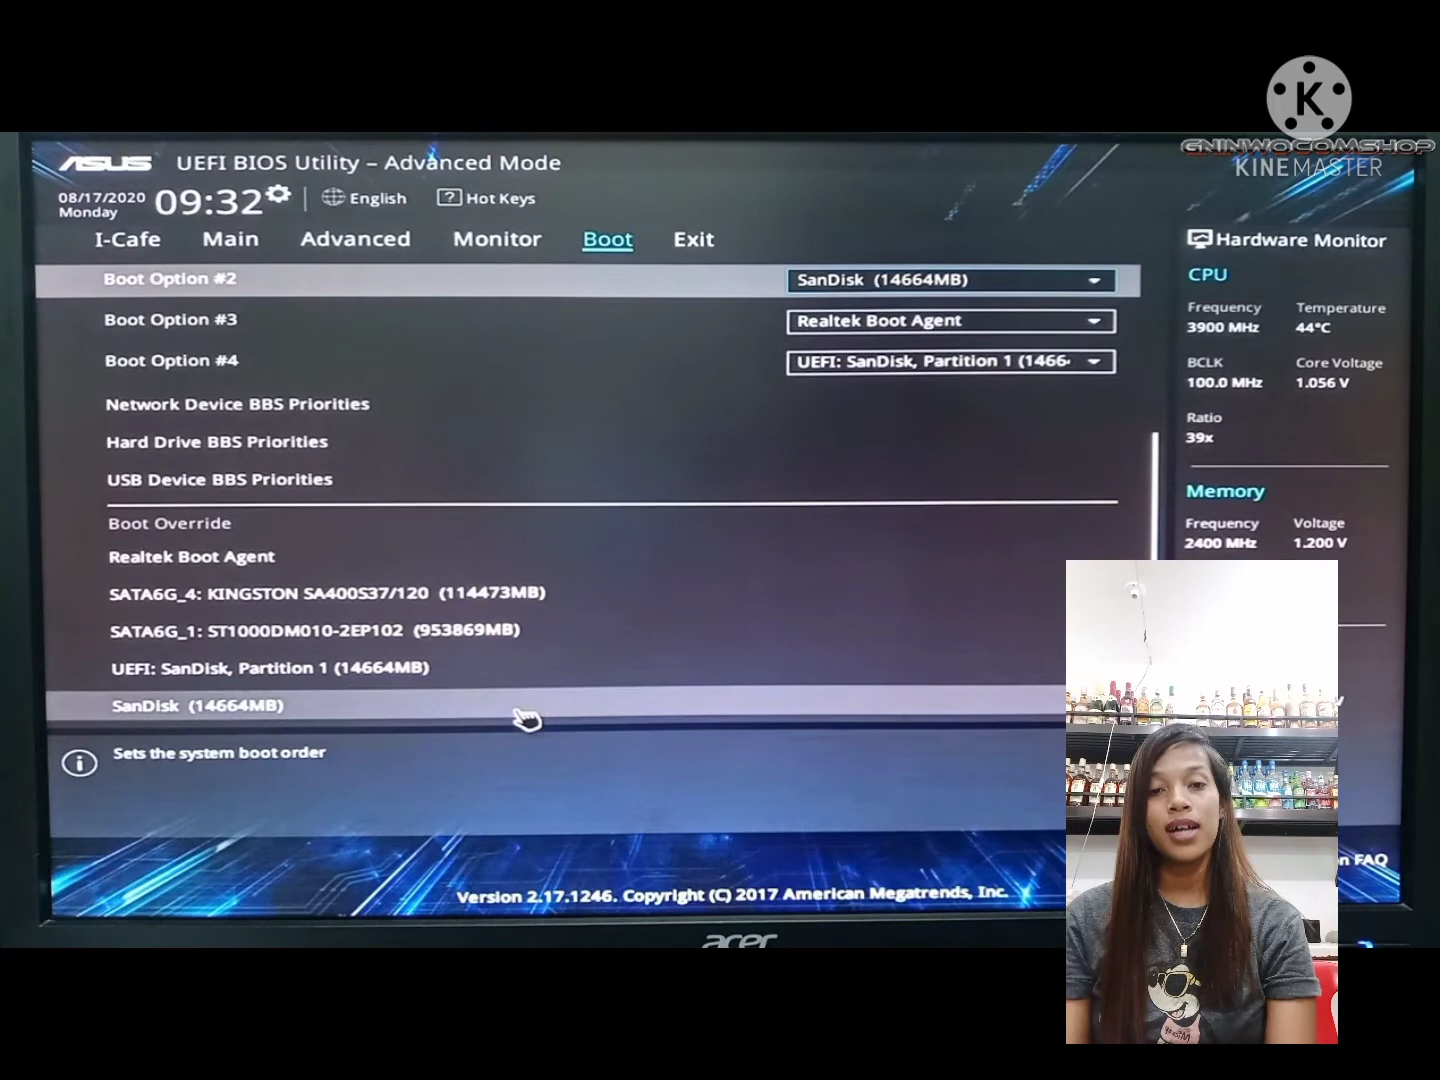 K
GNINWOCOMSHOP
KINEMASTER
ASUS UEFI BIOS Utility – Advanced Mode
08/17/2020
Monday
09:32
English
Hot Keys
I-Cafe Main Advanced Monitor Boot Exit
Hardware Monitor
Boot Option #2 SanDisk (14664MB)
Boot Option #3 Realtek Boot Agent
Boot Option #4 UEFI: SanDisk, Partition 1 (1466
Network Device BBS Priorities
Hard Drive BBS Priorities
USB Device BBS Priorities
Boot Override
Realtek Boot Agent
SATA6G_4: KINGSTON SA400S37/120 (114473MB)
SATA6G_1: ST1000DM010-2EP102 (953869MB)
UEFI: SanDisk, Partition 1 (14664MB)
SanDisk (14664MB)
Sets the system boot order
CPU
Frequency Temperature
3900 MHz 44°C
BCLK Core Voltage
100.0 MHz 1.056 V
Ratio
39x
Memory
Frequency Voltage
2400 MHz 1.200 V
n FAQ
Version 2.17.1246. Copyright (C) 2017 American Megatrends, Inc.
acer